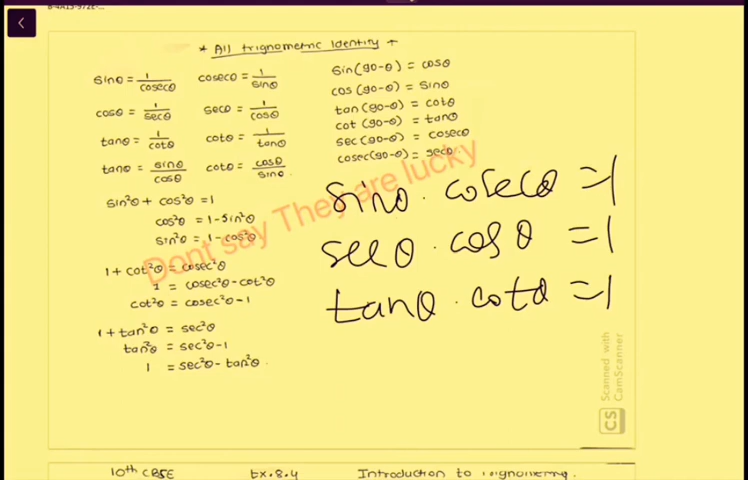 * All trignometric Identity +
sinθ = 1/cosecθ cosecθ = 1/sinθ
cosθ = 1/secθ secθ = 1/cosθ
tanθ = 1/cotθ cotθ = 1/tanθ
tanθ = sinθ/cosθ cotθ = cosθ/sinθ
sin²θ + cos²θ = 1
cos²θ = 1-sin²θ
sin²θ = 1-cos²θ
1 + cot²θ = cosec²θ
1 = cosec²θ-cot²θ
cot²θ = cosec²θ-1
1+tan²θ = sec²θ
tan²θ = sec²θ-1
1 = sec²θ-tan²θ
sin(90-θ) = cosθ
cos(90-θ) = sinθ
tan(90-θ) = cotθ
cot(90-θ) = tanθ
sec(90-θ) = cosecθ
cosec(90-θ) = secθ
Dont say They are lucky
sinθ . cosecθ = 1
secθ . cosθ = 1
tanθ . cotθ = 1
Scanned with
CamScanner
CS
10th CBSE Ex.8.4 Introduction to